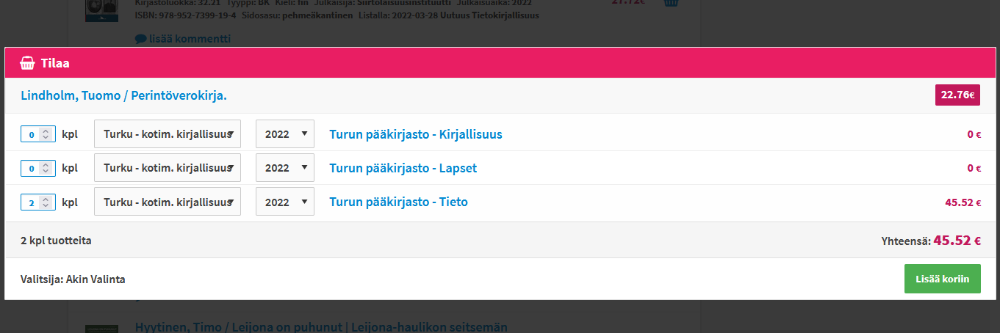 Kirjastoluokka: 32.21 Tyyppi: BK Kieli: fin Julkaisija: Siirtolaisuusinstituutti Julkaisuaika: 2022
27.72€
ISBN: 978-952-7399-19-4 Sidosasu: pehmeäkantinen Listalla: 2022-03-28 Uutuus Tietokirjallisuus
lisää kommentti
Tilaa
Lindholm, Tuomo / Perintöverokirja. 22.76€
0 kpl Turku - kotim. kirjallisuus 2022 Turun pääkirjasto - Kirjallisuus 0 €
0 kpl Turku - kotim. kirjallisuus 2022 Turun pääkirjasto - Lapset 0 €
2 kpl Turku - kotim. kirjallisuus 2022 Turun pääkirjasto - Tieto 45.52 €
2 kpl tuotteita Yhteensä: 45.52 €
Valitsija: Akin Valinta Lisää koriin
Hyytinen, Timo / Leijona on puhunut | Leijona-haulikon seitsemän